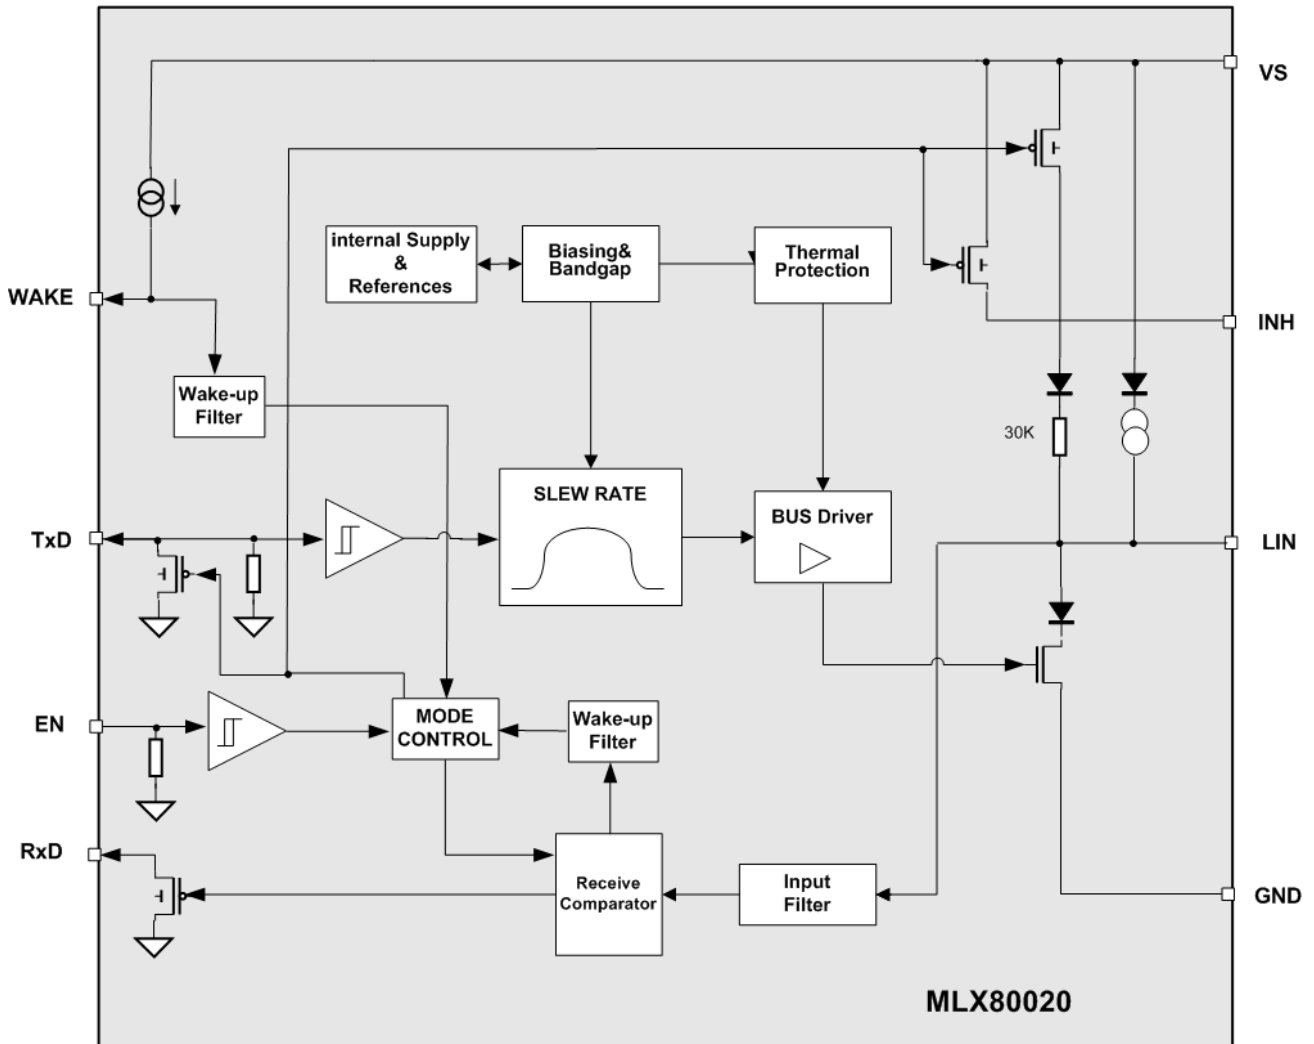 VS
internal Supply
&
References
Biasing&
Bandgap
Thermal
Protection
WAKE
INH
Wake-up
Filter
30K
SLEW RATE
BUS Driver
TxD
LIN
EN
MODE
CONTROL
Wake-up
Filter
RxD
Receive
Comparator
Input
Filter
GND
MLX80020